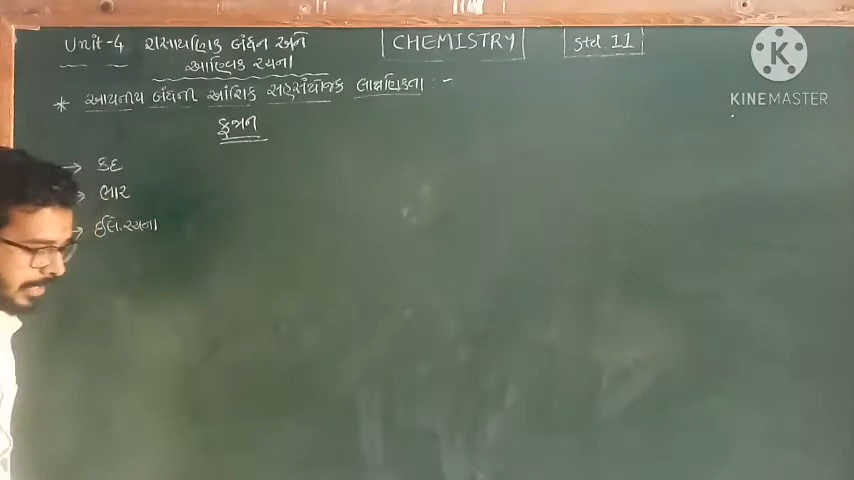 Unit-4 રાસાયણિક બંધન અને
આણ્વિક રચના
CHEMISTRY
Std. 11
* આયનીય બંધની આંશિક સહસંયોજક લાક્ષણિકતા :-
ફજાન
→ કદ
→ ભાર
→ ઈલે.રચના
K
KINEMASTER